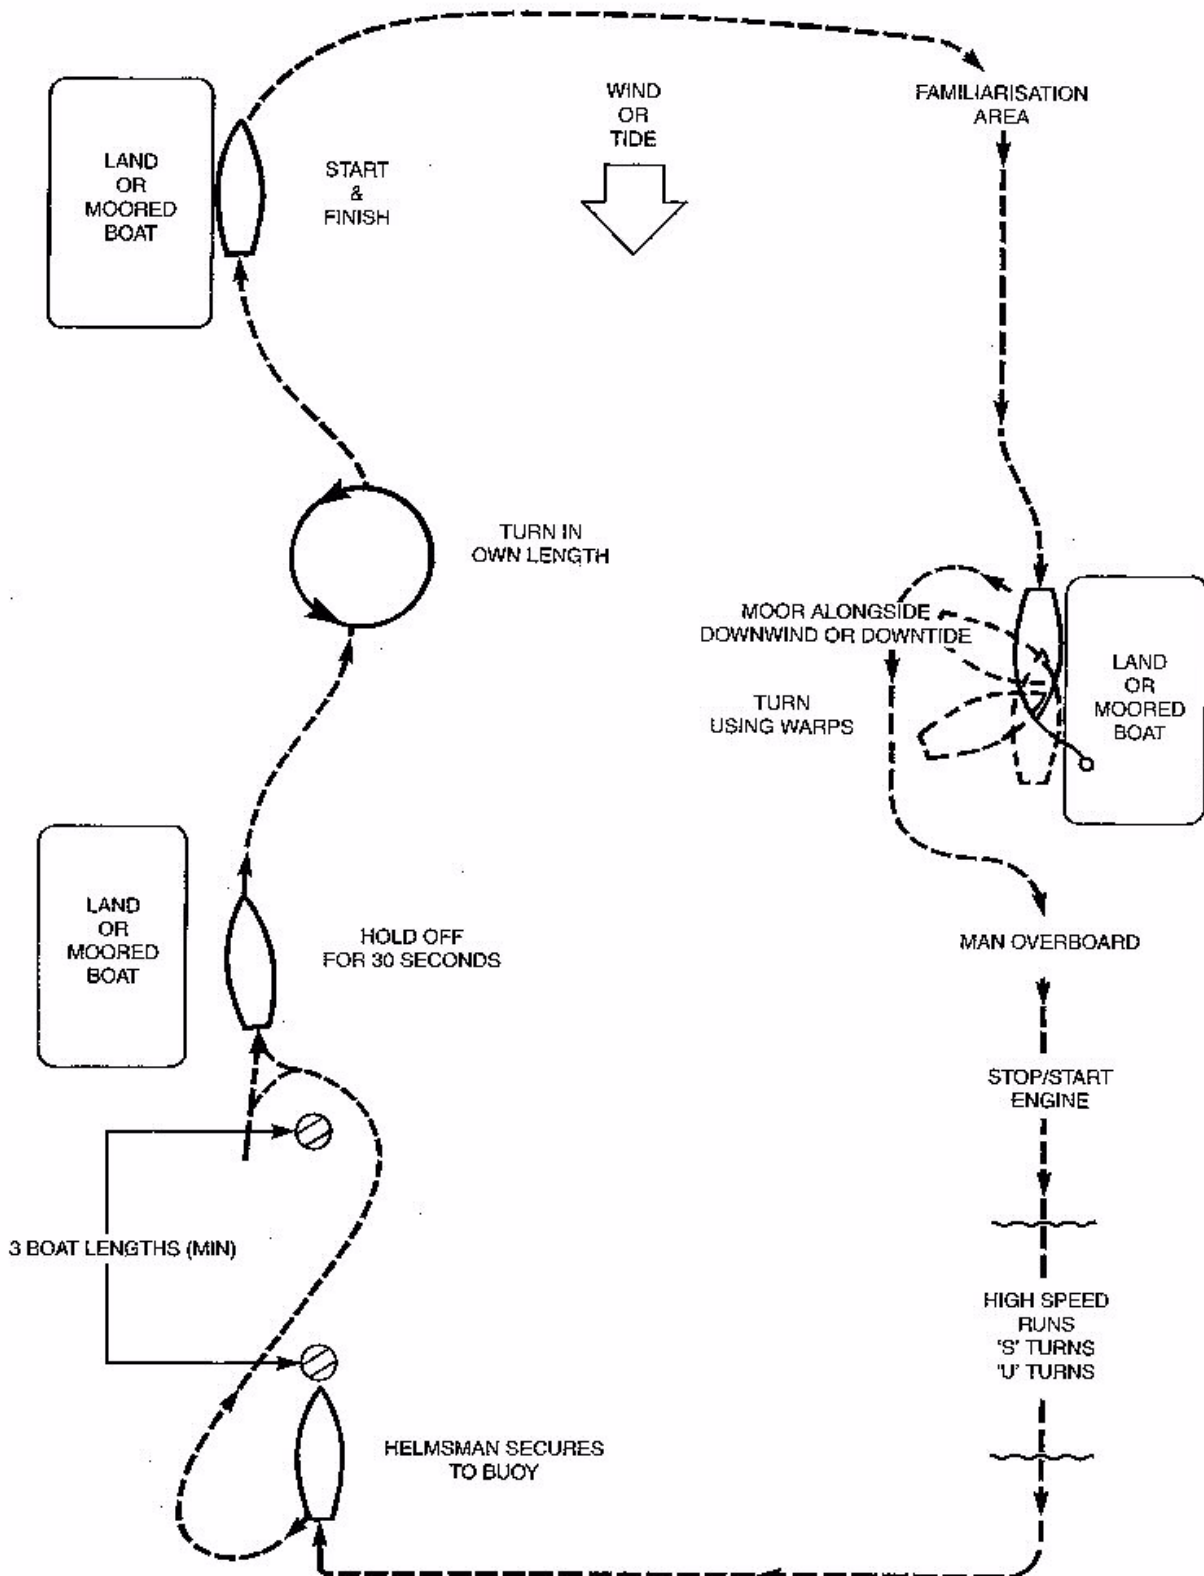 WIND
OR
TIDE
FAMILIARISATION
AREA
LAND
OR
MOORED
BOAT
START
&
FINISH
TURN IN
OWN LENGTH
MOOR ALONGSIDE
DOWNWIND OR DOWNTIDE
TURN
USING WARPS
LAND
OR
MOORED
BOAT
LAND
OR
MOORED
BOAT
HOLD OFF
FOR 30 SECONDS
MAN OVERBOARD
STOP/START
ENGINE
3 BOAT LENGTHS (MIN)
HIGH SPEED
RUNS
'S' TURNS
'U' TURNS
HELMSMAN SECURES
TO BUOY